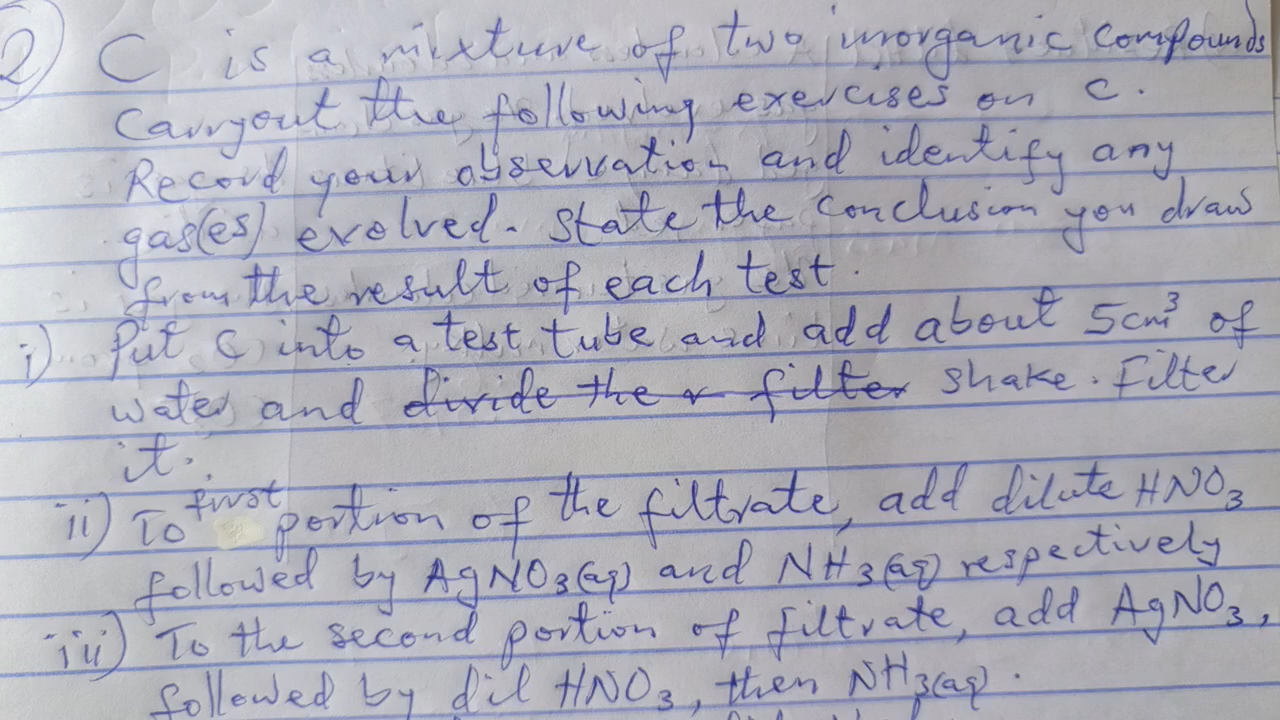 2) C is a mixture of two inorganic compounds
Carryout the following exercises on C.
Record your observation and identify any
gas(es) evolved. State the conclusion you draw
from the result of each test.
i) Put C into a test tube and add about 5cm³ of
water and divide the r filter shake. Filter
it.
ii) To first portion of the filtrate, add dilute HNO₃
followed by AgNO₃(aq) and NH₃(aq) respectively
iii) To the second portion of filtrate, add AgNO₃,
followed by dil HNO₃, then NH₃(aq).